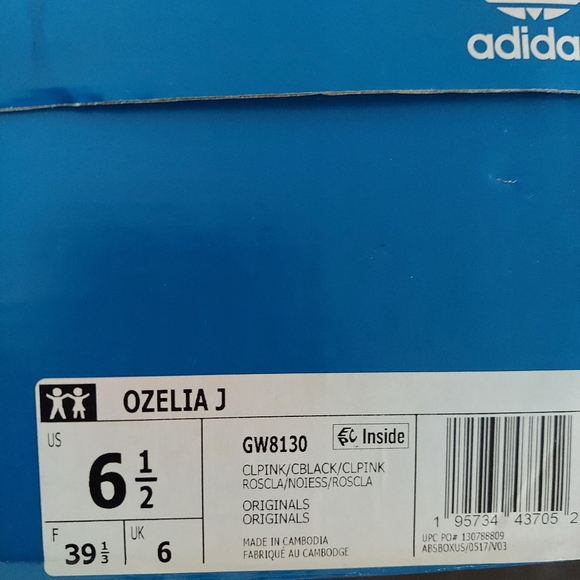 adidas
OZELIA J
US
6 1/2
F 39 1/3
UK 6
GW8130
EPC Inside
CLPINK/CBLACK/CLPINK
ROSCLA/NOIESS/ROSCLA
ORIGINALS
ORIGINALS
MADE IN CAMBODIA
FABRIQUÉ AU CAMBODGE
1 95734 43705 2
UPC PO# 130788809
ABSBOXUS/0517/V03